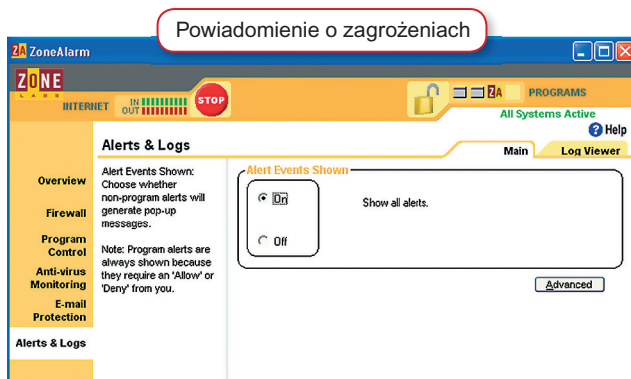 Powiadomienie o zagrożeniach
ZA ZoneAlarm
ZONE
LABS
INTERNET
IN
OUT
STOP
ZA
PROGRAMS
All Systems Active
? Help
Alerts & Logs
Main
Log Viewer
Overview
Firewall
Program
Control
Anti-virus
Monitoring
E-mail
Protection
Alerts & Logs
Alert Events Shown:
Choose whether
non-program alerts will
generate pop-up
messages.
Note: Program alerts are
always shown because
they require an 'Allow' or
'Deny' from you.
Alert Events Shown
On
Show all alerts.
Off
Advanced